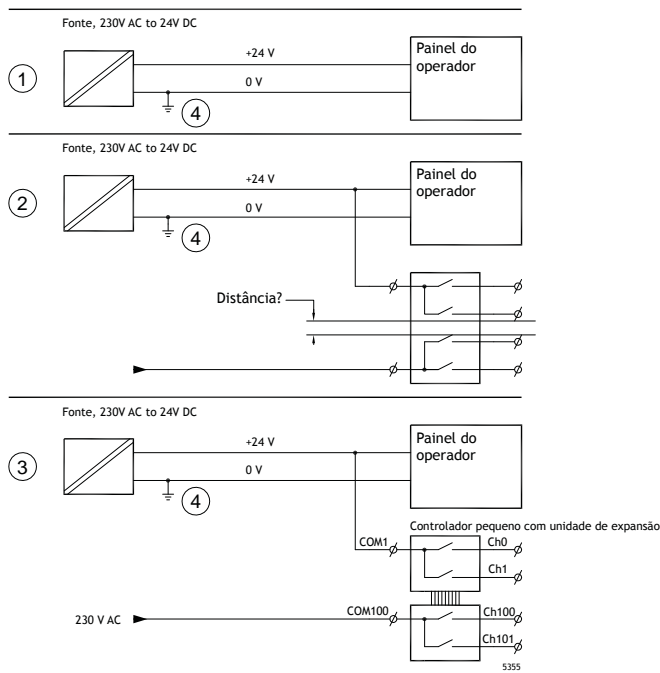 Fonte, 230V AC to 24V DC
+24 V
Painel do
operador
1
0 V
4
Fonte, 230V AC to 24V DC
+24 V
Painel do
operador
2
0 V
4
Distância?
Fonte, 230V AC to 24V DC
+24 V
Painel do
operador
3
0 V
4
Controlador pequeno com unidade de expansão
COM1
Ch0
Ch1
230 V AC
COM100
Ch100
Ch101
5355